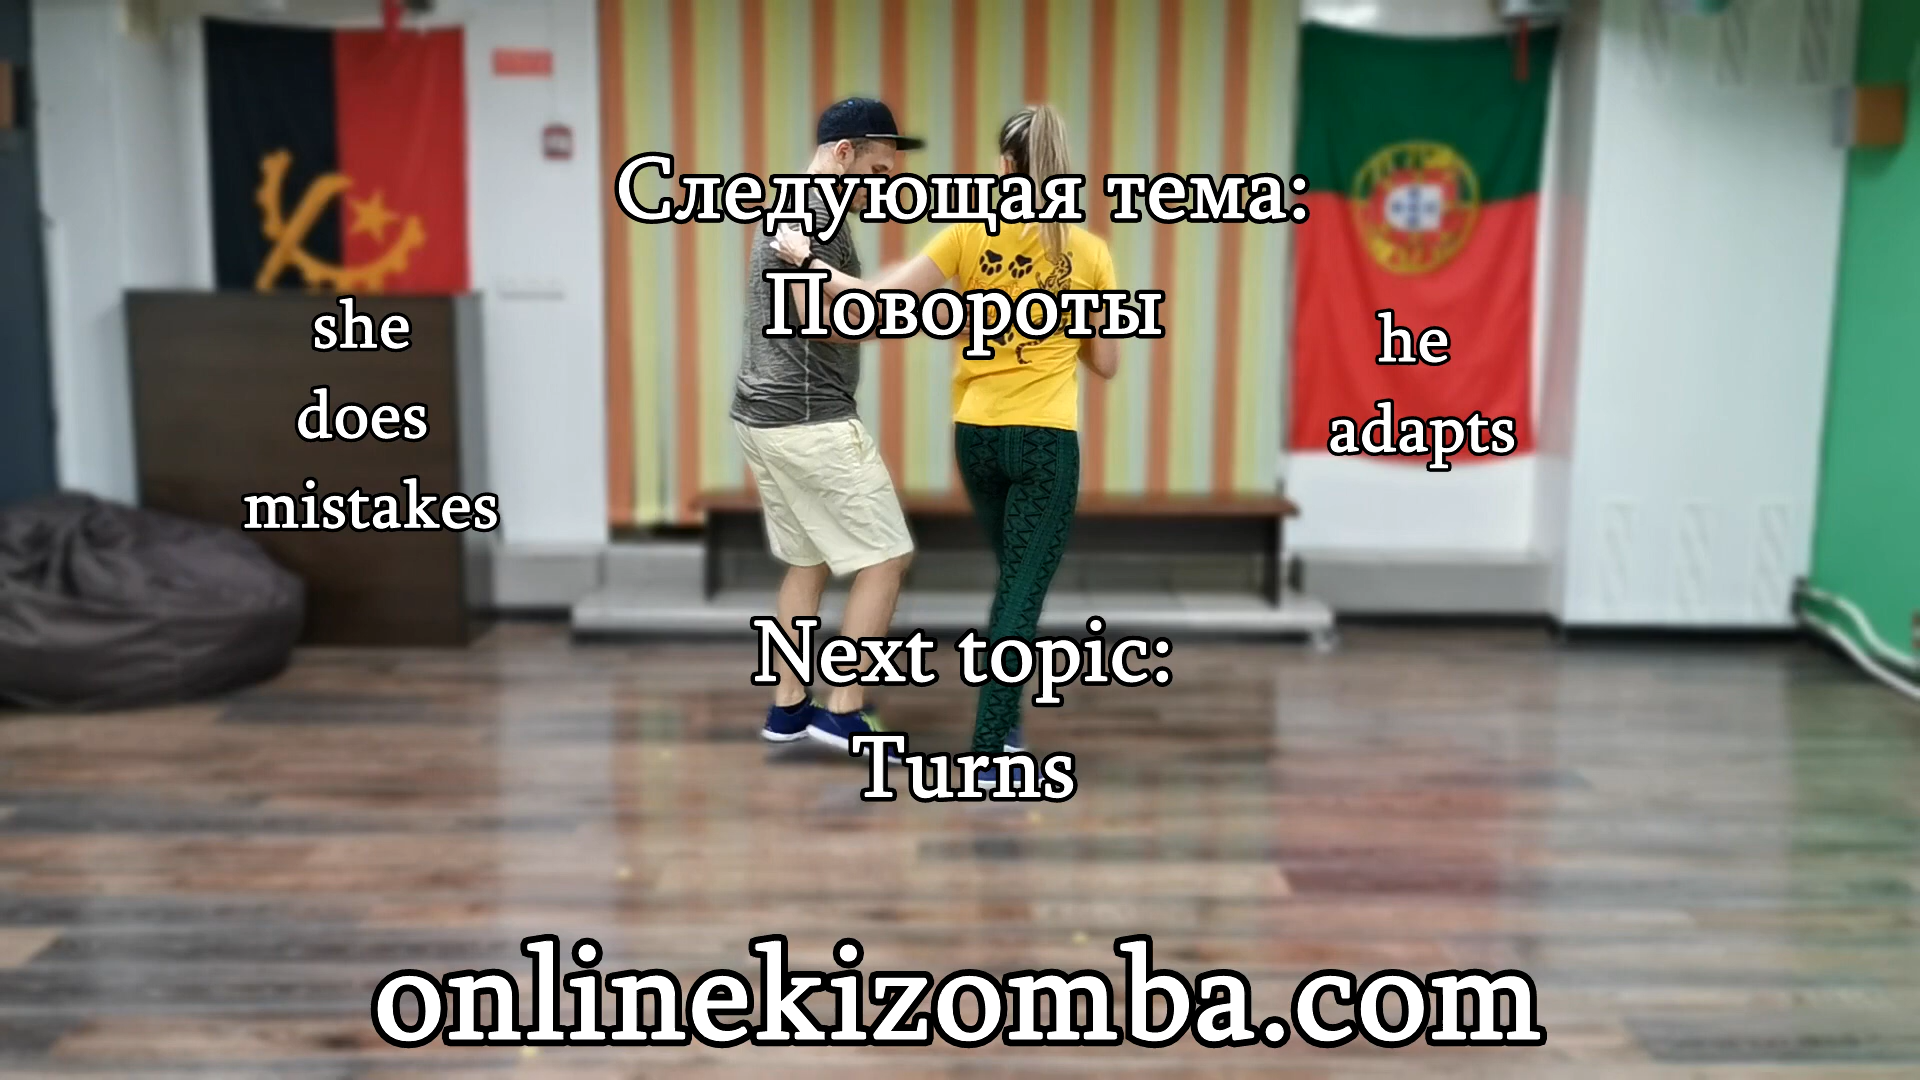 Следующая тема:
Повороты
she
does
mistakes
he
adapts
Next topic:
Turns
onlinekizomba.com